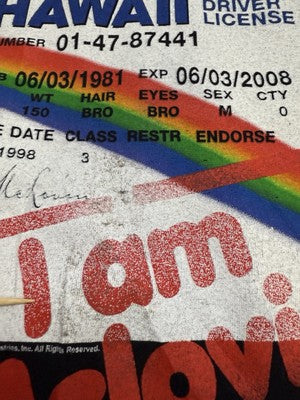 HAWAII DRIVER
LICENSE
NUMBER 01-47-87441
B 06/03/1981 EXP 06/03/2008
WT HAIR EYES SEX CTY
150 BRO BRO M 0
E DATE CLASS RESTR ENDORSE
1998 3
I am
stries, Inc. All Rights Reserved.